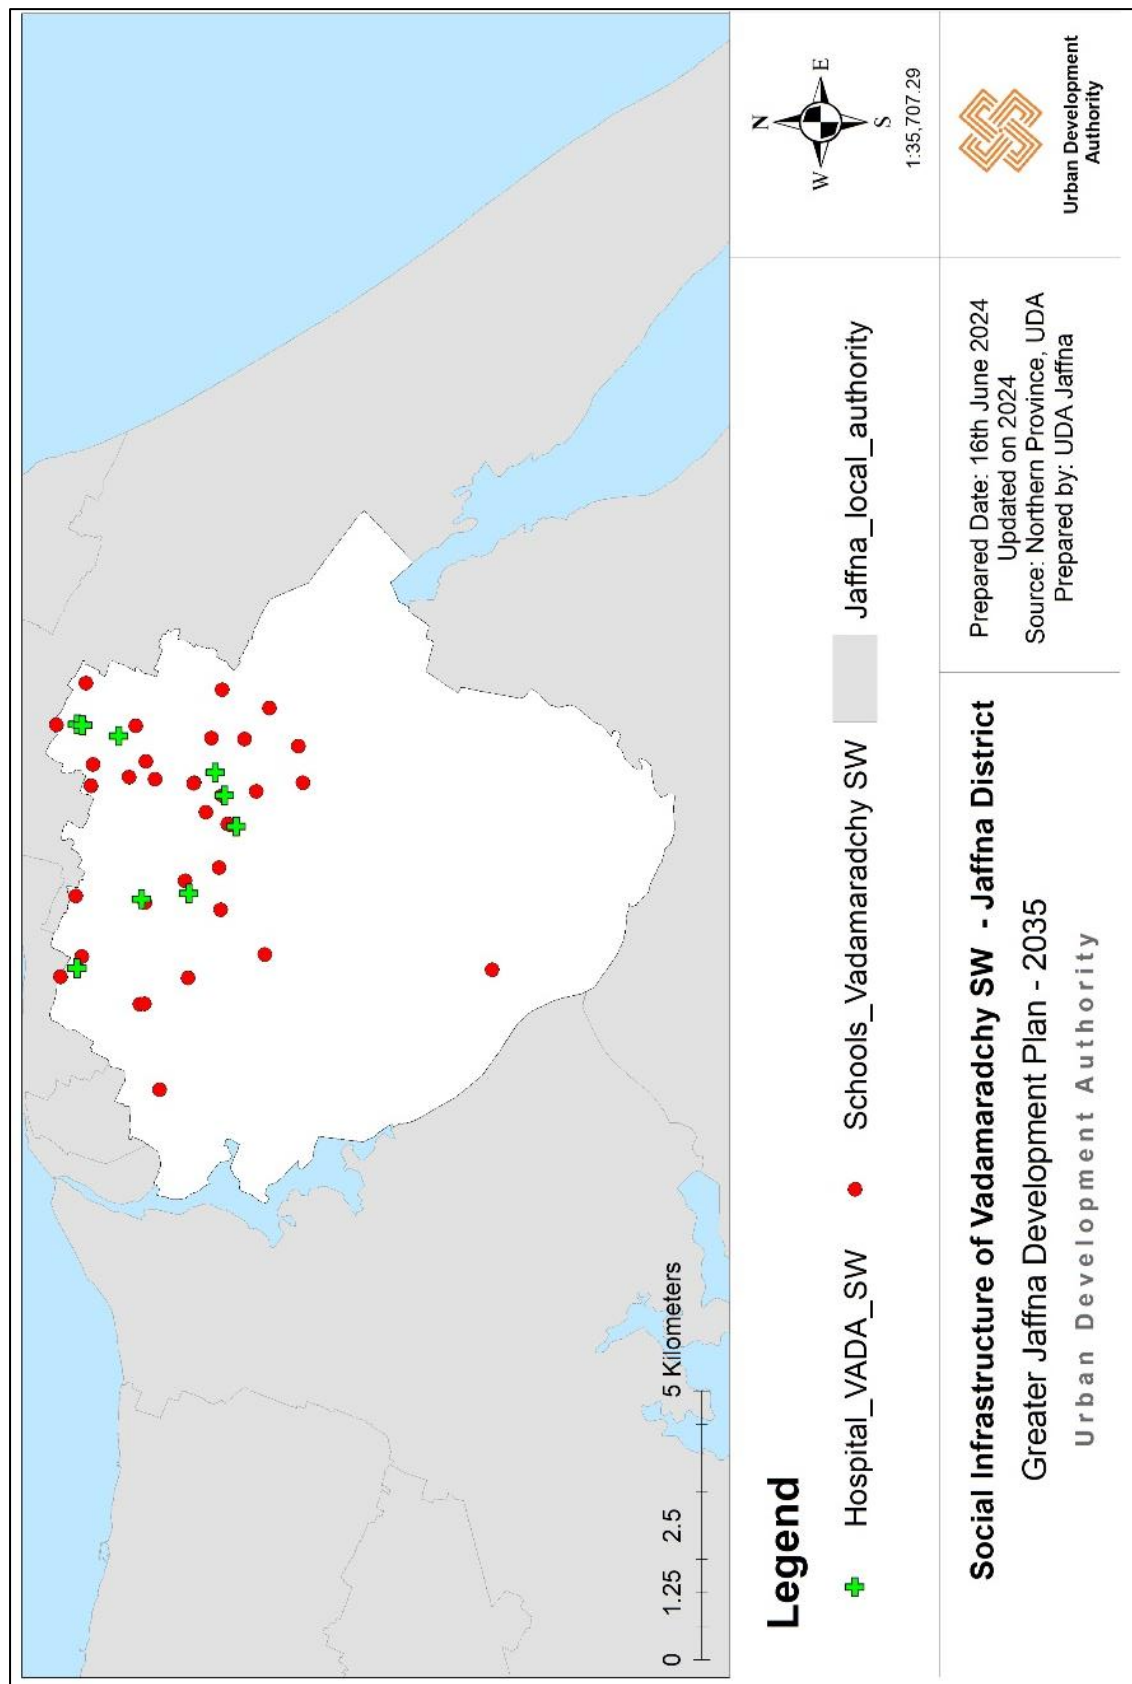 0 1.25 2.5 5 Kilometers
Legend
Hospital_VADA_SW
Schools_Vadamaradchy SW
Jaffna_local_authority
N
W E
S
1:35,707.29
Social Infrastructure of Vadamaradchy SW - Jaffna District
Greater Jaffna Development Plan - 2035
Urban Development Authority
Prepared Date: 16th June 2024
Updated on 2024
Source: Northern Province, UDA
Prepared by: UDA Jaffna
Urban Development
Authority